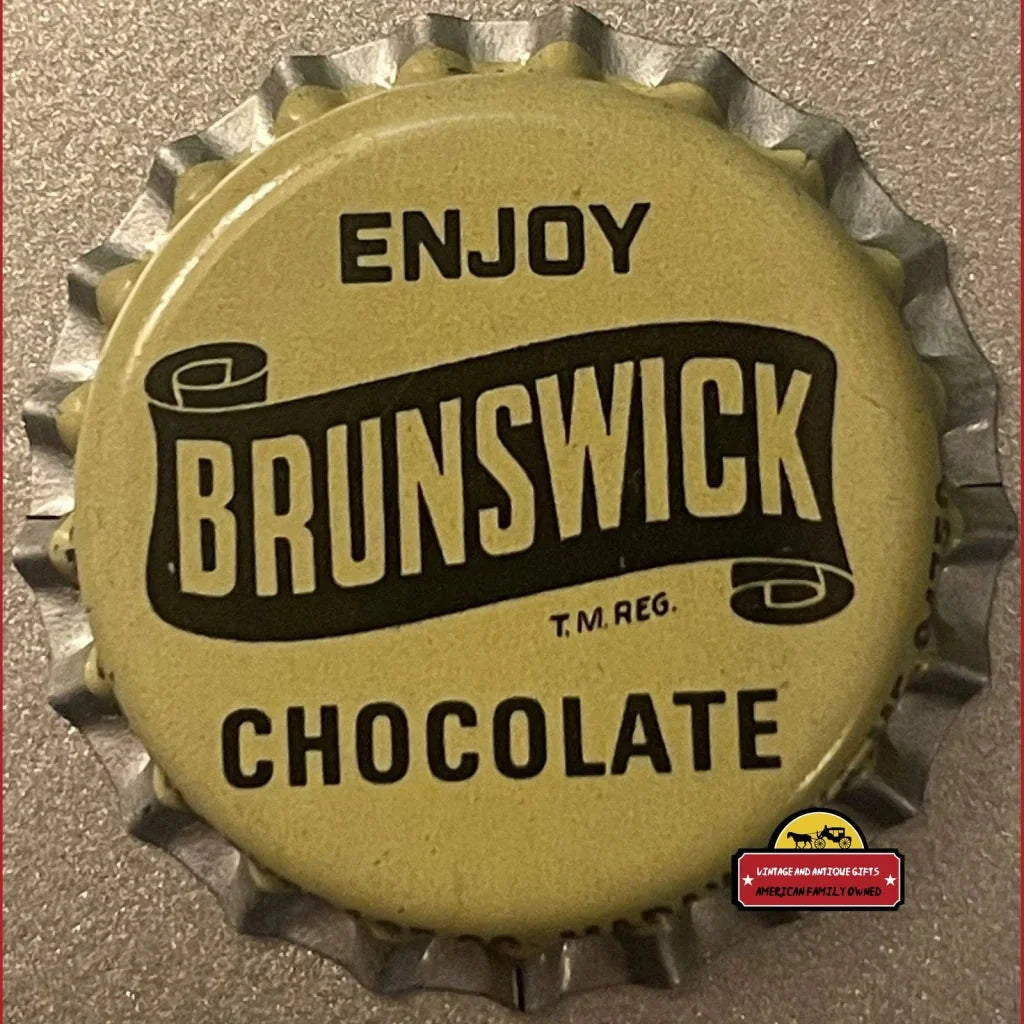 ENJOY
BRUNSWICK
T.M. REG.
CHOCOLATE
VINTAGE AND ANTIQUE GIFTS
AMERICAN FAMILY OWNED